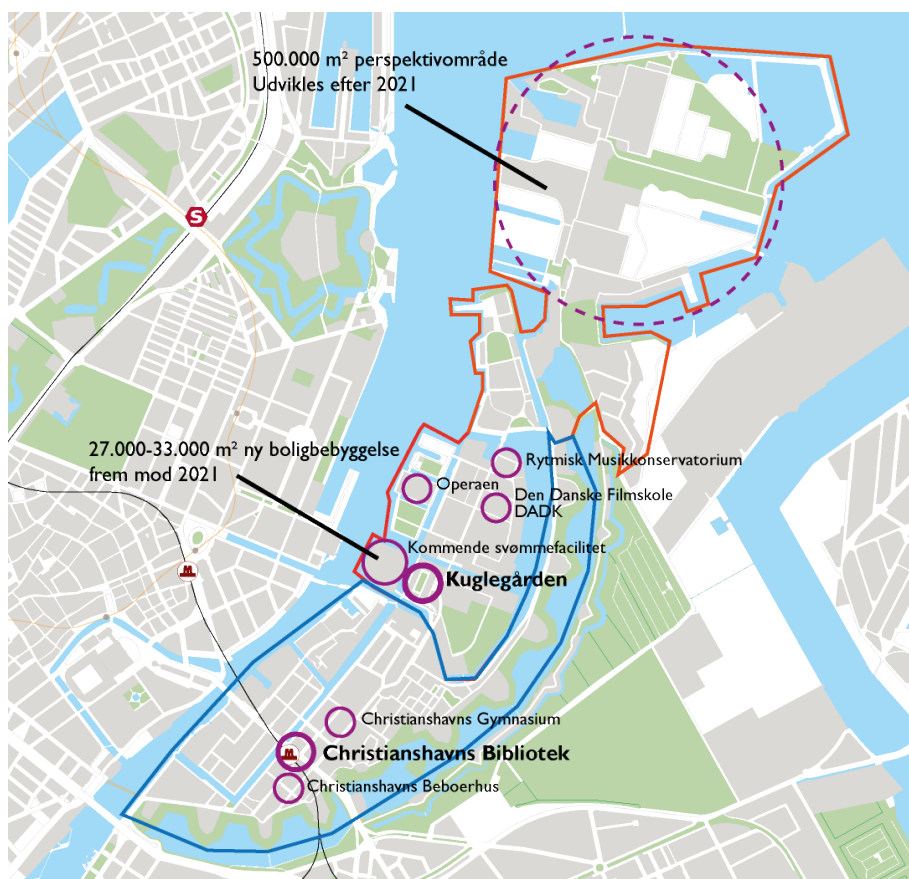 500.000 m² perspektivområde
Udvikles efter 2021
S
27.000-33.000 m² ny boligbebyggelse
frem mod 2021
Rytmisk Musikkonservatorium
Operaen
Den Danske Filmskole
DADK
Kommende svømmefacilitet
M
Kuglegården
Christianshavns Gymnasium
M
Christianshavns Bibliotek
Christianshavns Beboerhus